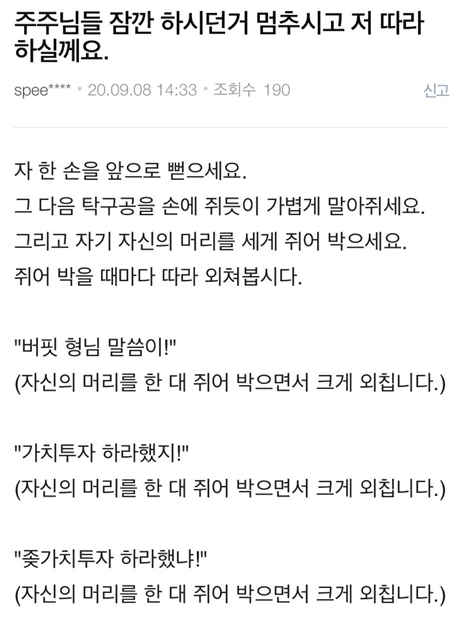 주주님들 잠깐 하시던거 멈추시고 저 따라
하실께요.
spee**** • 20.09.08 14:33 • 조회수 190
신고
자 한 손을 앞으로 뻗으세요.
그 다음 탁구공을 손에 쥐듯이 가볍게 말아쥐세요.
그리고 자기 자신의 머리를 세게 쥐어 박으세요.
쥐어 박을 때마다 따라 외쳐봅시다.
"버핏 형님 말씀이!"
(자신의 머리를 한 대 쥐어 박으면서 크게 외칩니다.)
"가치투자 하라했지!"
(자신의 머리를 한 대 쥐어 박으면서 크게 외칩니다.)
"좆가치투자 하라했냐!"
(자신의 머리를 한 대 쥐어 박으면서 크게 외칩니다.)